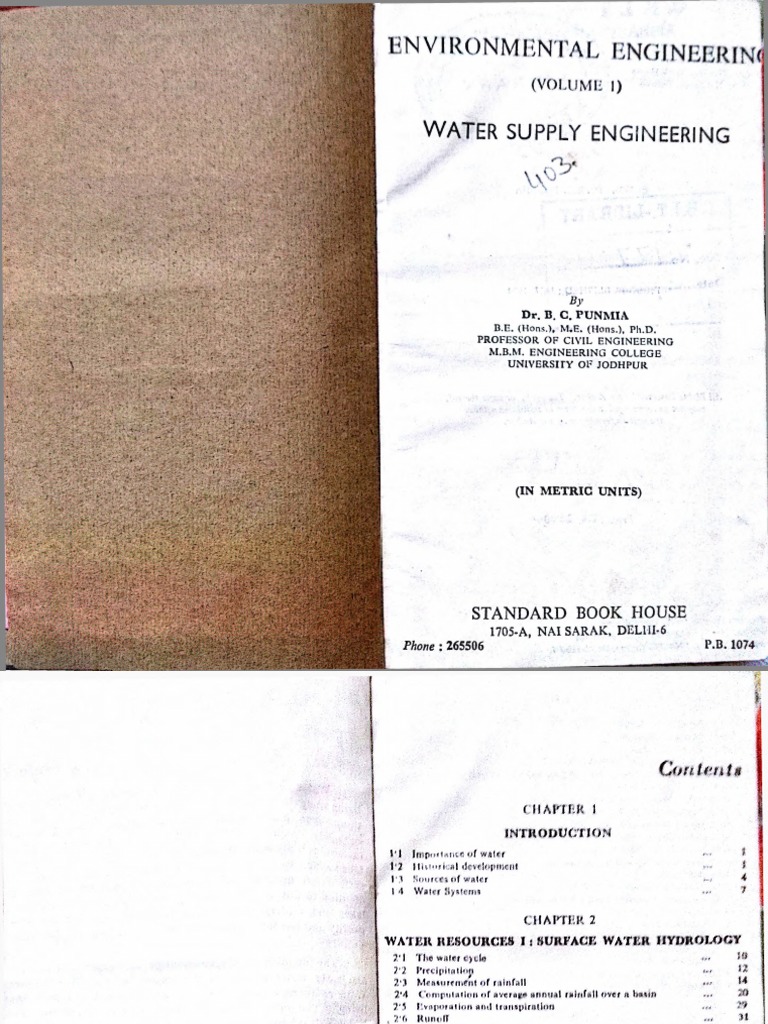 ENVIRONMENTAL ENGINEERING
(VOLUME 1)
WATER SUPPLY ENGINEERING
403
By
Dr. B. C. PUNMIA
B.E. (Hons.), M.E. (Hons.), Ph.D.
PROFESSOR OF CIVIL ENGINEERING
M.B.M. ENGINEERING COLLEGE
UNIVERSITY OF JODHPUR
(IN METRIC UNITS)
STANDARD BOOK HOUSE
1705-A, NAI SARAK, DELHI-6
Phone : 265506 P.B. 1074
Contents
CHAPTER 1
INTRODUCTION
1·1 Importance of water ... 1
1·2 Historical development ... 1
1·3 Sources of water ... 4
1·4 Water Systems ... 7
CHAPTER 2
WATER RESOURCES I : SURFACE WATER HYDROLOGY
2·1 The water cycle ... 10
2·2 Precipitation ... 12
2·3 Measurement of rainfall ... 14
2·4 Computation of average annual rainfall over a basin ... 20
2·5 Evaporation and transpiration ... 29
2·6 Runoff ... 31